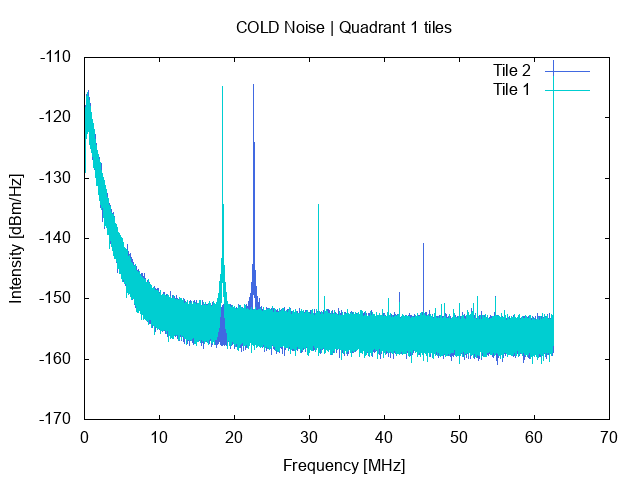 COLD Noise | Quadrant 1 tiles
-110
-120
-130
-140
-150
-160
-170
Intensity [dBm/Hz]
Tile 2
Tile 1
0 10 20 30 40 50 60 70
Frequency [MHz]